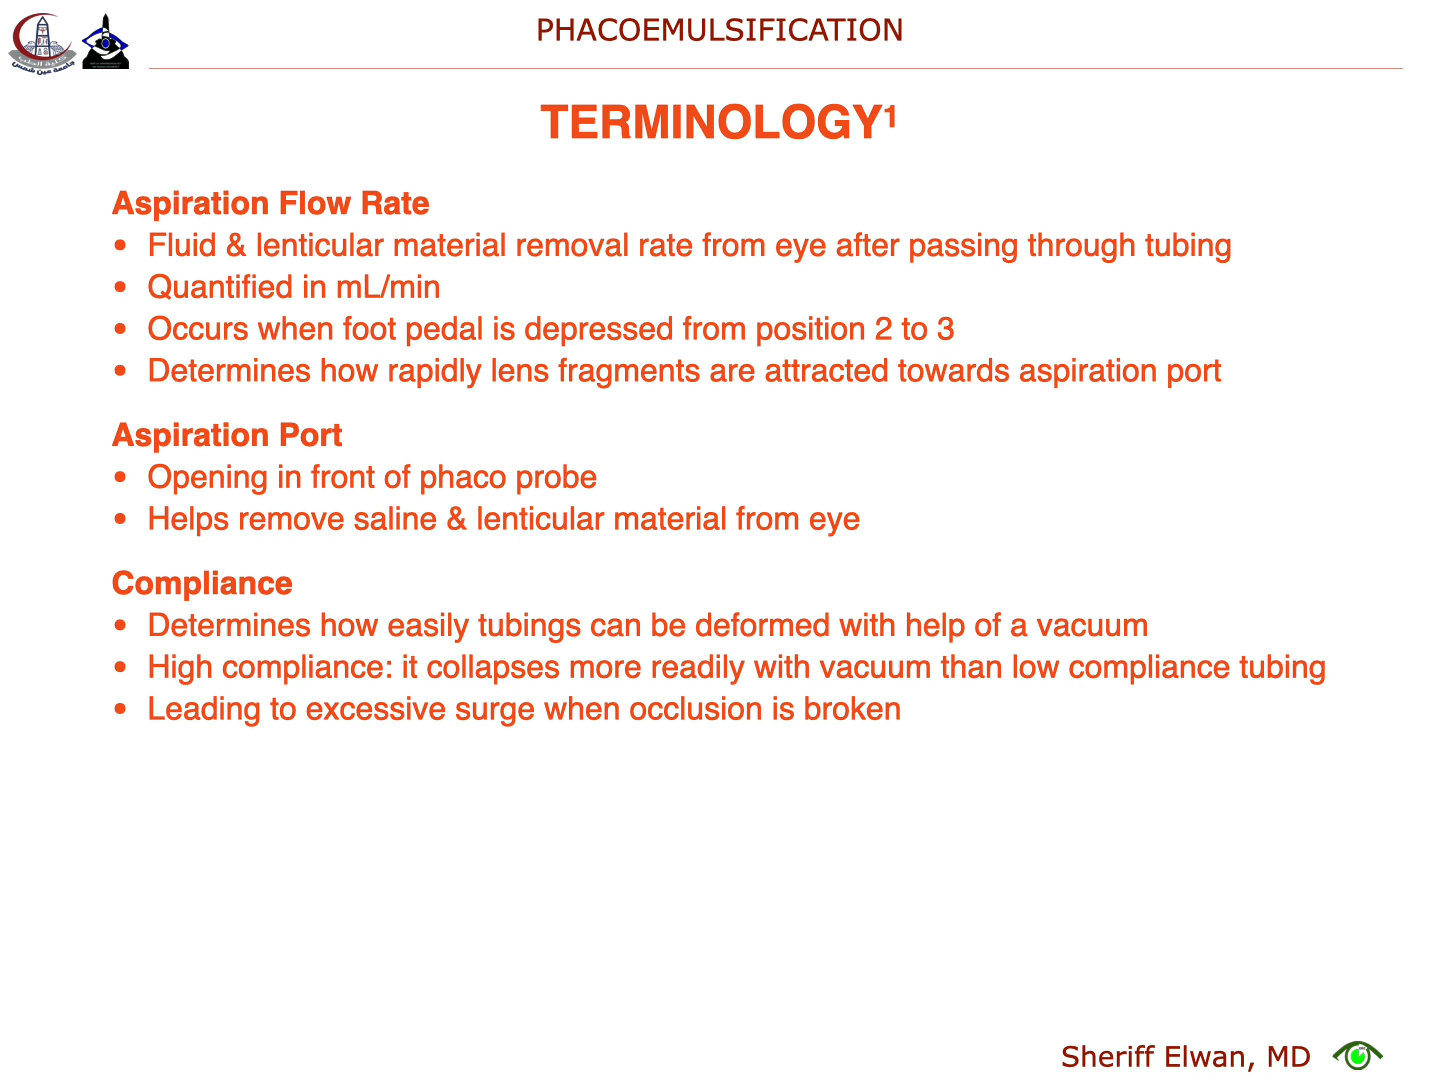 PHACOEMULSIFICATION
TERMINOLOGY¹
Aspiration Flow Rate
• Fluid & lenticular material removal rate from eye after passing through tubing
• Quantified in mL/min
• Occurs when foot pedal is depressed from position 2 to 3
• Determines how rapidly lens fragments are attracted towards aspiration port
Aspiration Port
• Opening in front of phaco probe
• Helps remove saline & lenticular material from eye
Compliance
• Determines how easily tubings can be deformed with help of a vacuum
• High compliance: it collapses more readily with vacuum than low compliance tubing
• Leading to excessive surge when occlusion is broken
Sheriff Elwan, MD